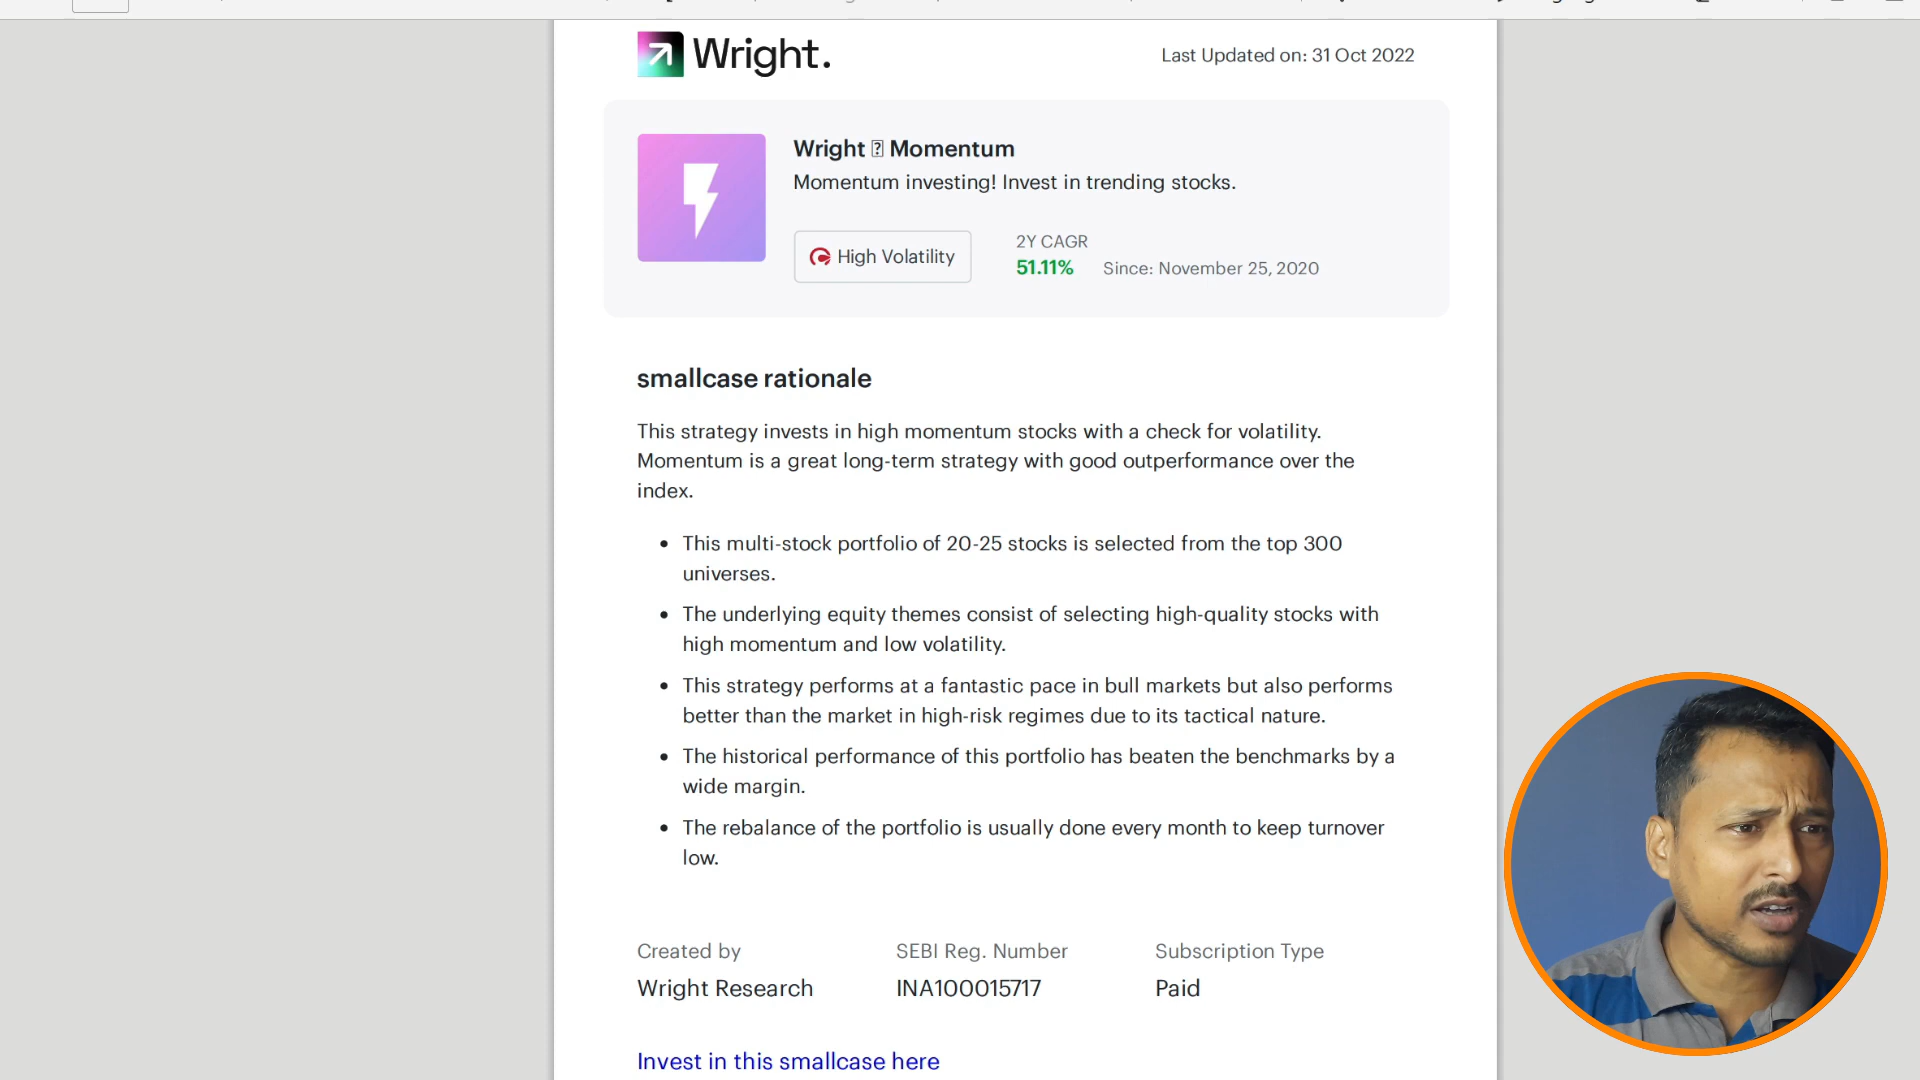 Wright.
Last Updated on: 31 Oct 2022
Wright Momentum
Momentum investing! Invest in trending stocks.
High Volatility
2Y CAGR
51.11%
Since: November 25, 2020
smallcase rationale
This strategy invests in high momentum stocks with a check for volatility.
Momentum is a great long-term strategy with good outperformance over the
index.
• This multi-stock portfolio of 20-25 stocks is selected from the top 300
universes.
• The underlying equity themes consist of selecting high-quality stocks with
high momentum and low volatility.
• This strategy performs at a fantastic pace in bull markets but also performs
better than the market in high-risk regimes due to its tactical nature.
• The historical performance of this portfolio has beaten the benchmarks by a
wide margin.
• The rebalance of the portfolio is usually done every month to keep turnover
low.
Created by
SEBI Reg. Number
Subscription Type
Wright Research
INA100015717
Paid
Invest in this smallcase here